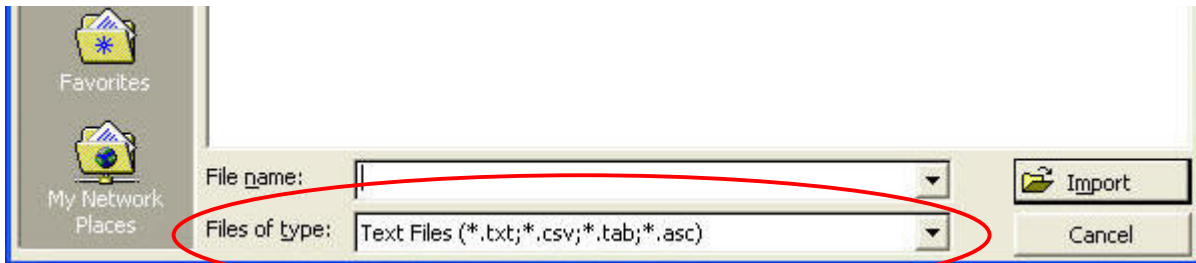 Favorites
My Network
Places
File name:
Import
Files of type: Text Files (*.txt;*.csv;*.tab;*.asc)
Cancel